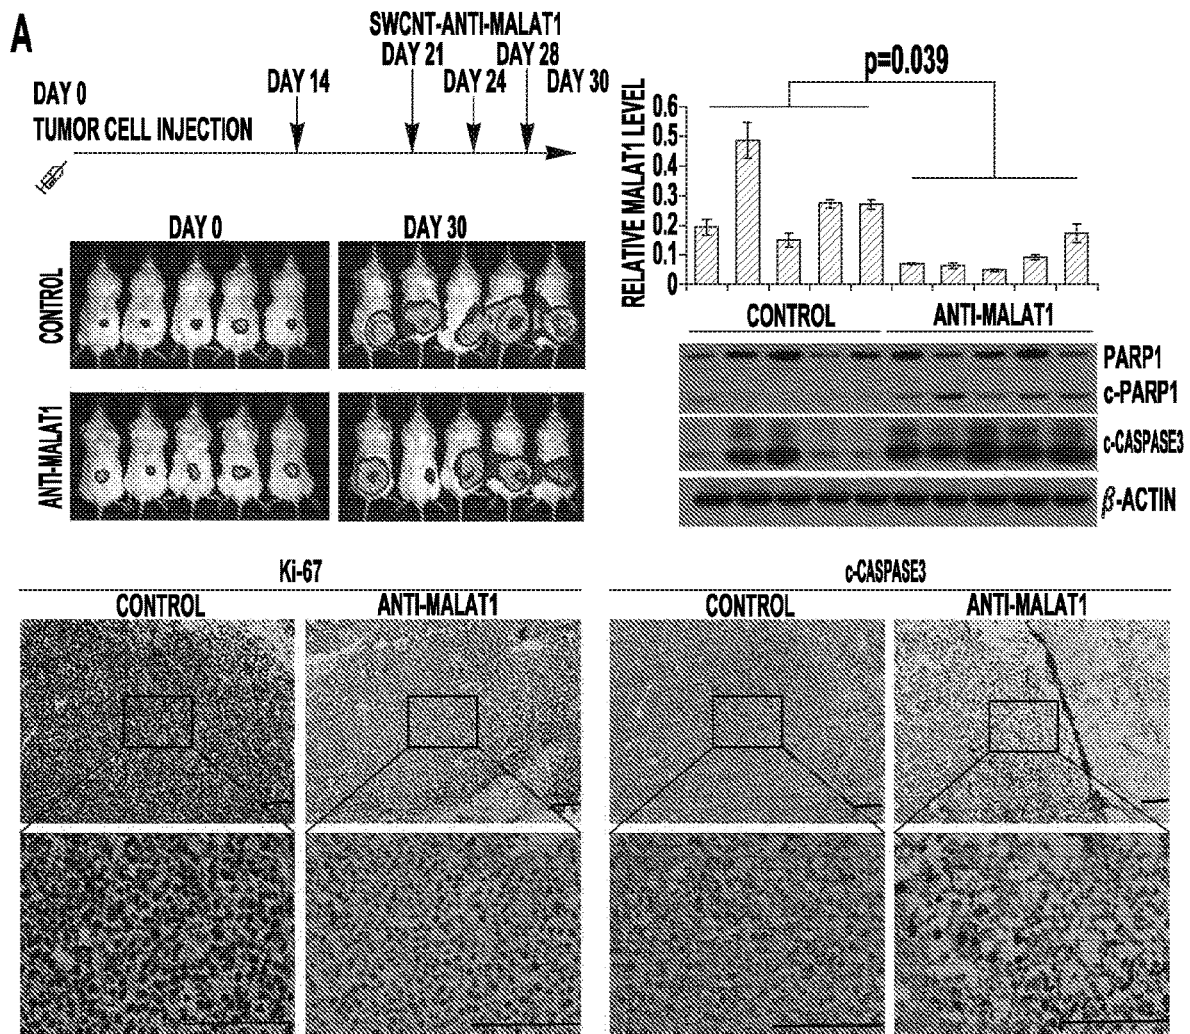 A
SWCNT-ANTI-MALAT1
DAY 21 DAY 28
DAY 14 DAY 24 DAY 30
DAY 0
TUMOR CELL INJECTION
DAY 0 DAY 30
CONTROL
ANTI-MALAT1
p=0.039
RELATIVE MALAT1 LEVEL
0.6
0.5
0.4
0.3
0.2
0.1
0
CONTROL ANTI-MALAT1
PARP1
c-PARP1
c-CASPASE3
β-ACTIN
Ki-67
CONTROL ANTI-MALAT1
c-CASPASE3
CONTROL ANTI-MALAT1